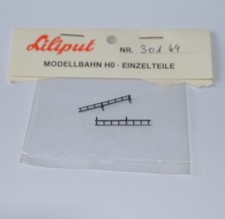 Liliput
NR. 301 64
MODELLBAHN H0 · EINZELTEILE